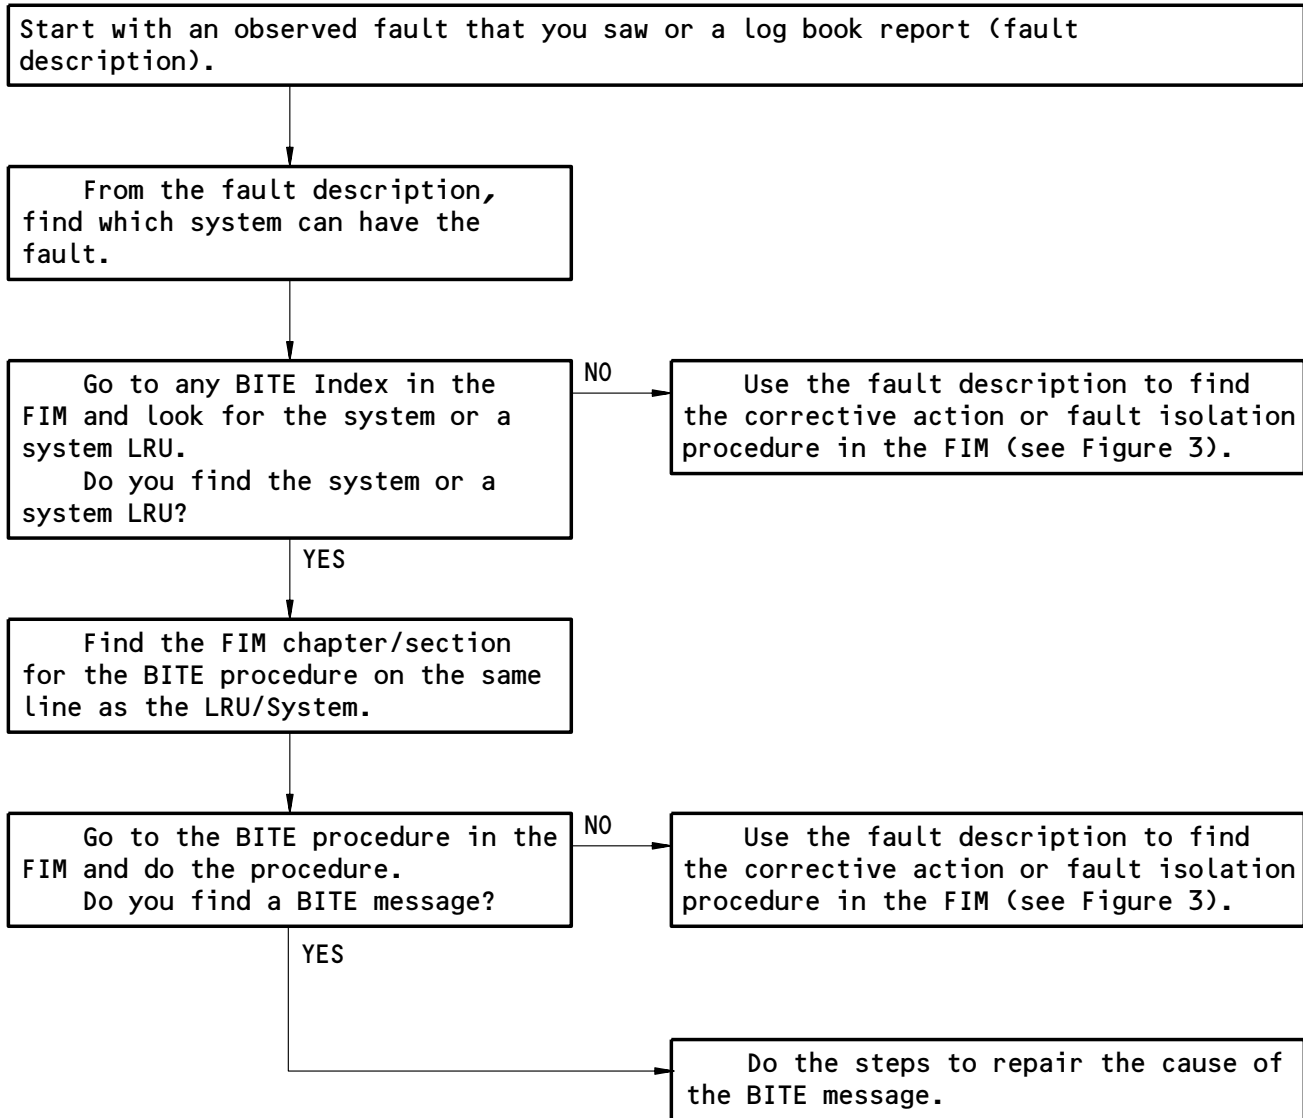 Start with an observed fault that you saw or a log book report (fault
description).
From the fault description,
find which system can have the
fault.
Go to any BITE Index in the
FIM and look for the system or a
system LRU.
Do you find the system or a
system LRU?
NO
Use the fault description to find
the corrective action or fault isolation
procedure in the FIM (see Figure 3).
YES
Find the FIM chapter/section
for the BITE procedure on the same
line as the LRU/System.
Go to the BITE procedure in the
FIM and do the procedure.
Do you find a BITE message?
NO
Use the fault description to find
the corrective action or fault isolation
procedure in the FIM (see Figure 3).
YES
Do the steps to repair the cause of
the BITE message.